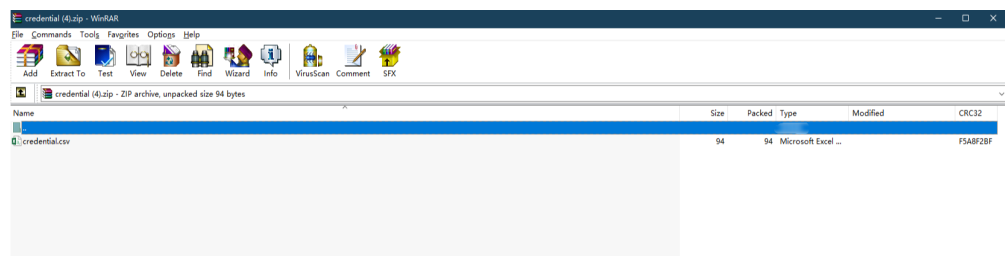 credential (4).zip - WinRAR
File Commands Tools Favorites Options Help
Add Extract To Test View Delete Find Wizard Info VirusScan Comment SFX
credential (4).zip - ZIP archive, unpacked size 94 bytes
Name Size Packed Type Modified CRC32
..
credential.csv 94 94 Microsoft Excel ... F5A8F2BF